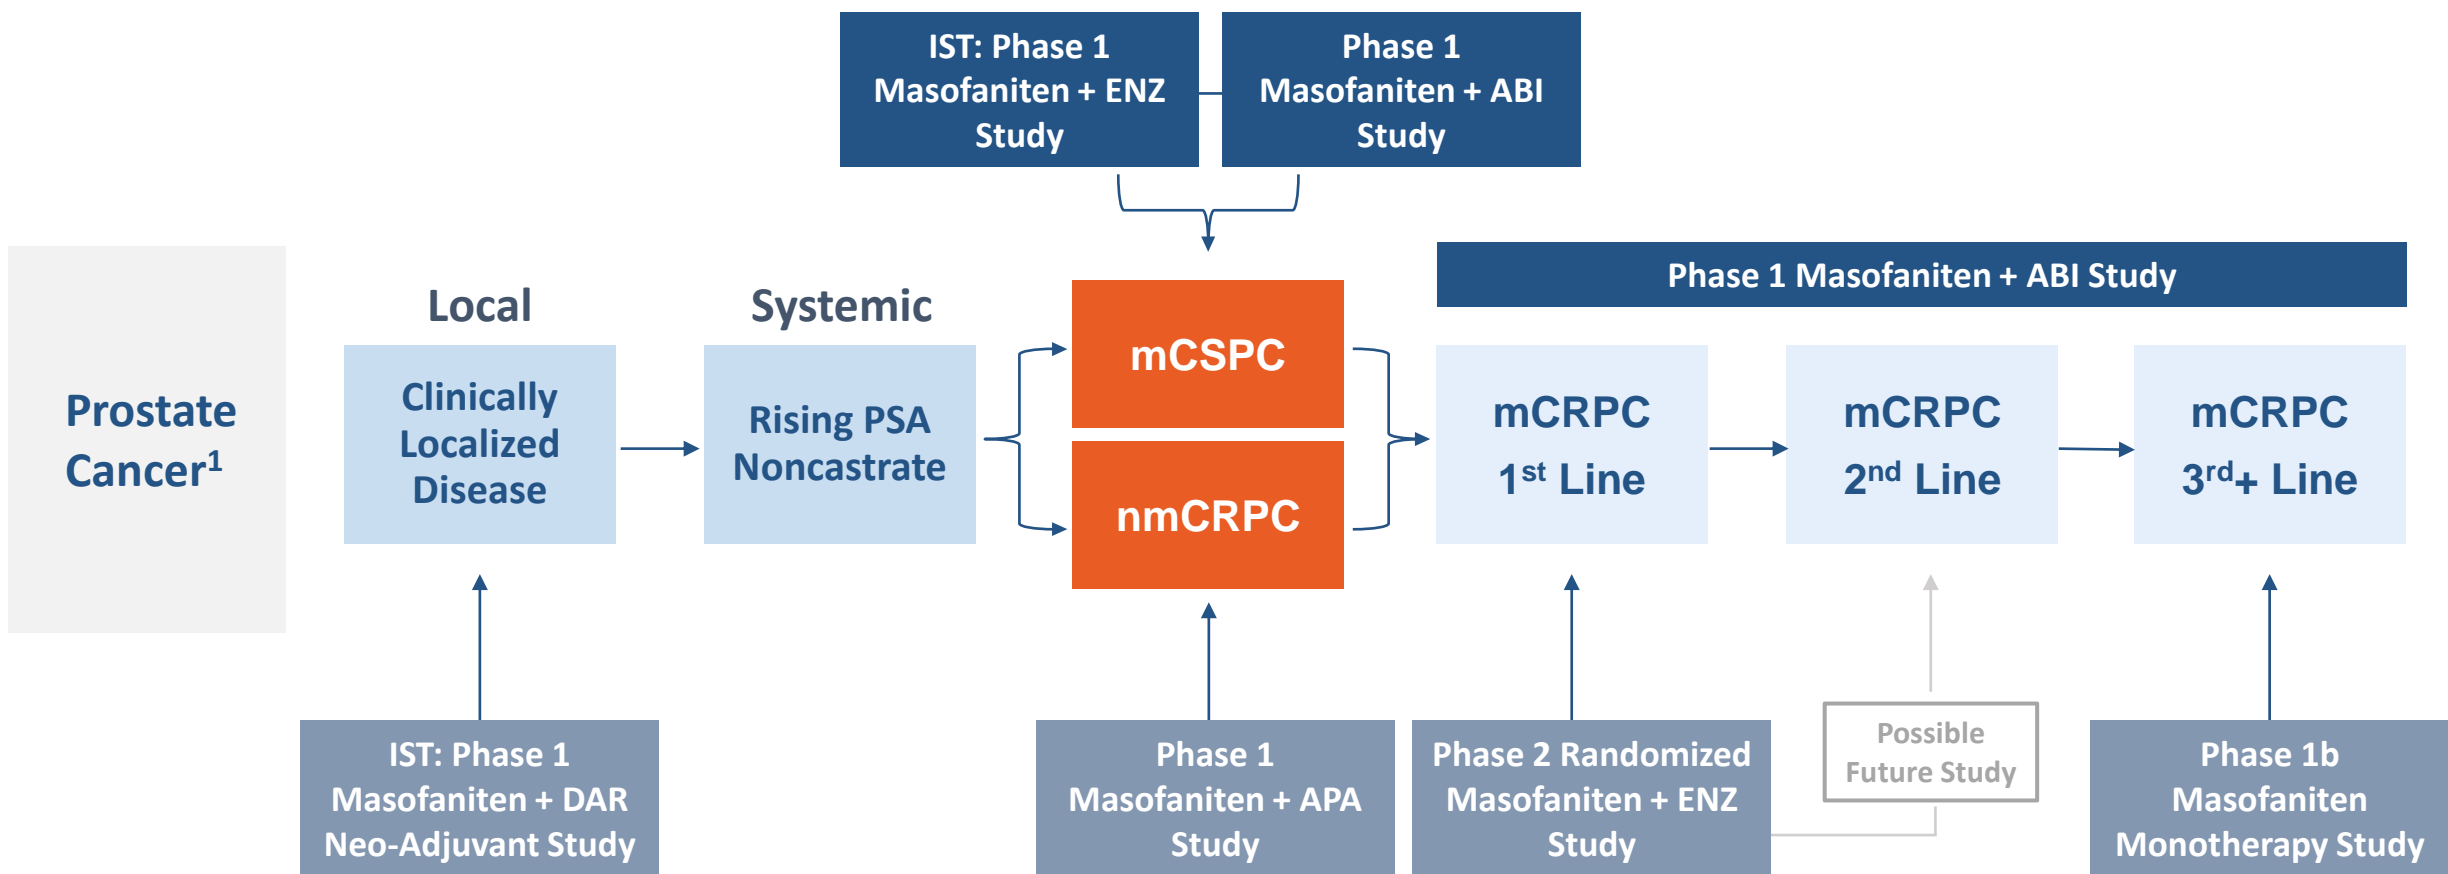 IST: Phase 1
Masofaniten + ENZ
Study
Phase 1
Masofaniten + ABI
Study
Phase 1 Masofaniten + ABI Study
Prostate
Cancer¹
Local
Clinically
Localized
Disease
Systemic
Rising PSA
Noncastrate
mCSPC
nmCRPC
mCRPC
1st Line
mCRPC
2nd Line
mCRPC
3rd+ Line
IST: Phase 1
Masofaniten + DAR
Neo-Adjuvant Study
Phase 1
Masofaniten + APA
Study
Phase 2 Randomized
Masofaniten + ENZ
Study
Possible
Future Study
Phase 1b
Masofaniten
Monotherapy Study